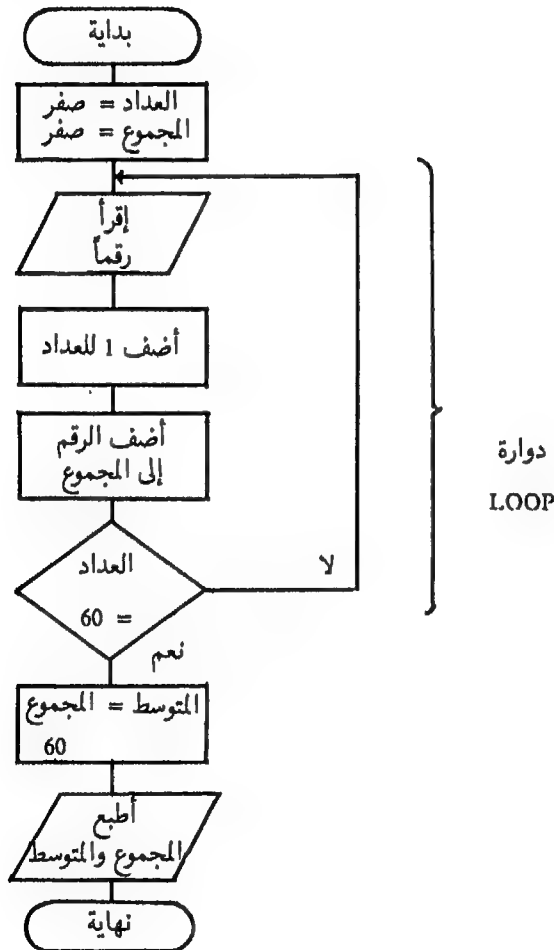 بداية
العداد = صفر
المجموع = صفر
إقرأ
رقماً
أضف 1 للعداد
أضف الرقم
إلى المجموع
العداد
= 60
لا
نعم
دوارة
LOOP
المتوسط = المجموع
60
أطبع
المجموع والمتوسط
نهاية